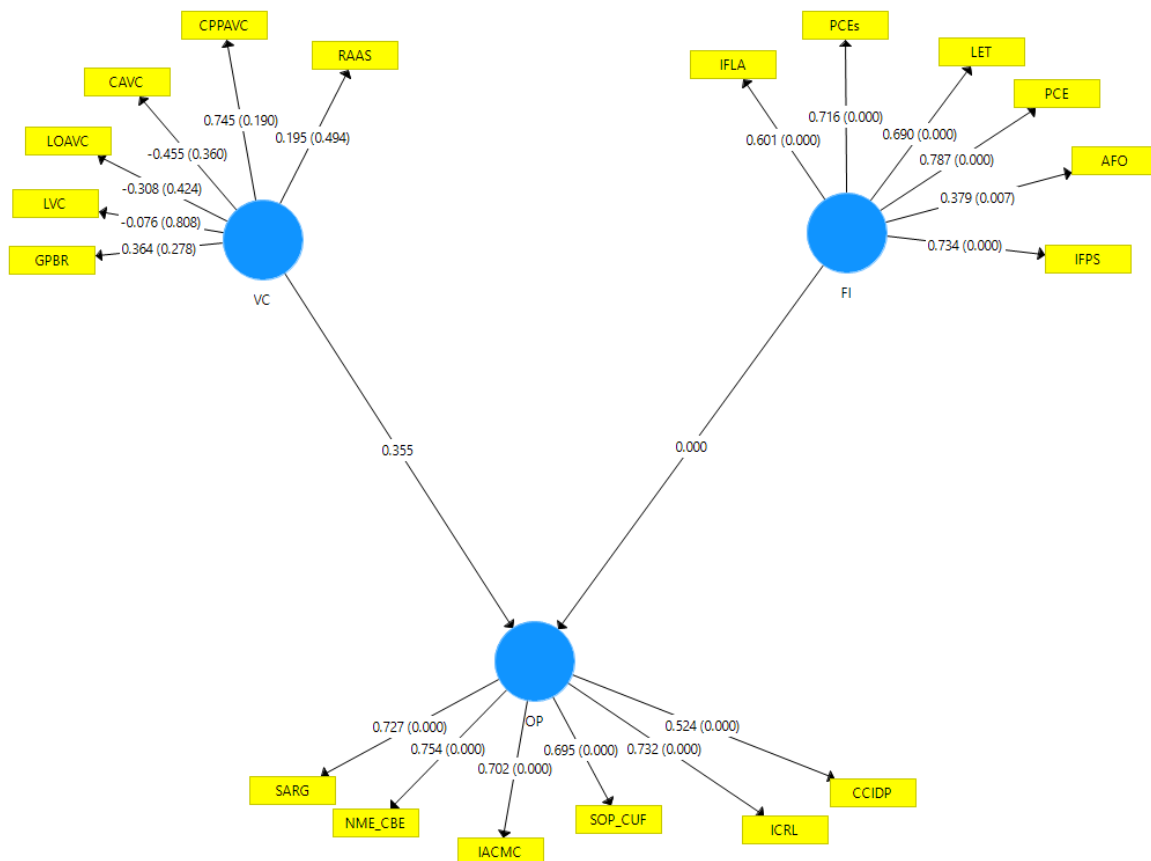 CPPAVC
RAAS
CAVC
LOAVC
LVC
GPBR
0.745 (0.190)
0.195 (0.494)
-0.455 (0.360)
-0.308 (0.424)
-0.076 (0.808)
0.364 (0.278)
VC
PCEs
IFLA
LET
PCE
AFO
IFPS
0.601 (0.000)
0.716 (0.000)
0.690 (0.000)
0.787 (0.000)
0.379 (0.007)
0.734 (0.000)
FI
0.355
0.000
OP
0.727 (0.000)
0.754 (0.000)
0.702 (0.000)
0.695 (0.000)
0.732 (0.000)
0.524 (0.000)
SARG
NME_CBE
IACMC
SOP_CUF
ICRL
CCIDP